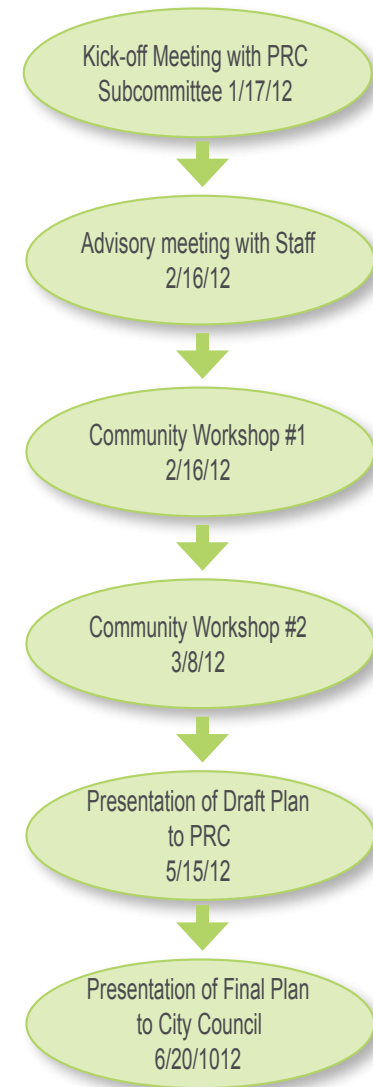 Kick-off Meeting with PRC
Subcommittee 1/17/12
Advisory meeting with Staff
2/16/12
Community Workshop #1
2/16/12
Community Workshop #2
3/8/12
Presentation of Draft Plan
to PRC
5/15/12
Presentation of Final Plan
to City Council
6/20/1012